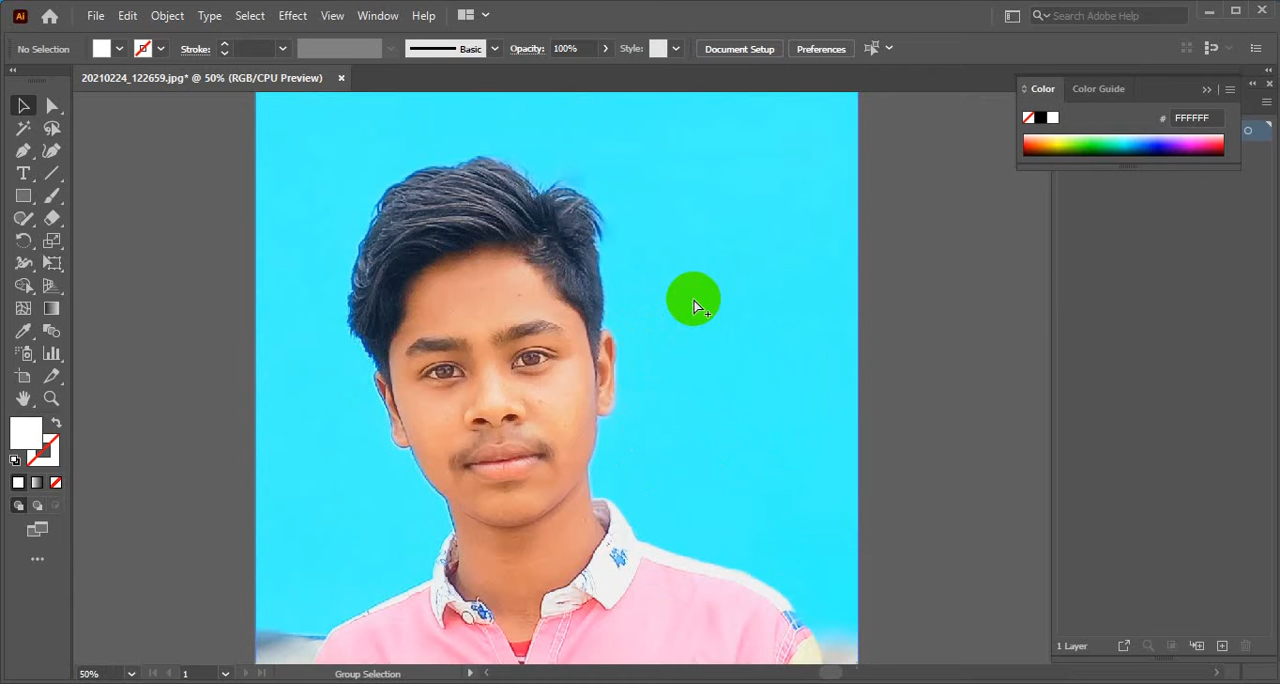 Ai File Edit Object Type Select Effect View Window Help Search Adobe Help
No Selection Stroke: Basic Opacity: 100% Style: Document Setup Preferences
20210224_122659.jpg* @ 50% (RGB/CPU Preview) ×
Color Color Guide
# FFFFFF
1 Layer
50% 1 Group Selection